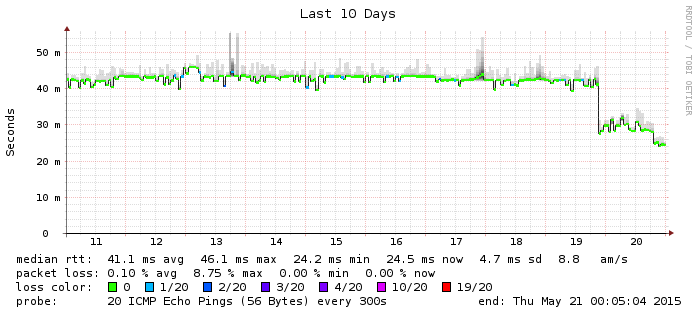 Last 10 Days
RRDTOOL / TOBI OETIKER
Seconds
50 m
40 m
30 m
20 m
10 m
0
11 12 13 14 15 16 17 18 19 20
median rtt: 41.1 ms avg 46.1 ms max 24.2 ms min 24.5 ms now 4.7 ms sd 8.8 am/s
packet loss: 0.10 % avg 8.75 % max 0.00 % min 0.00 % now
loss color: 0 1/20 2/20 3/20 4/20 10/20 19/20
probe: 20 ICMP Echo Pings (56 Bytes) every 300s end: Thu May 21 00:05:04 2015